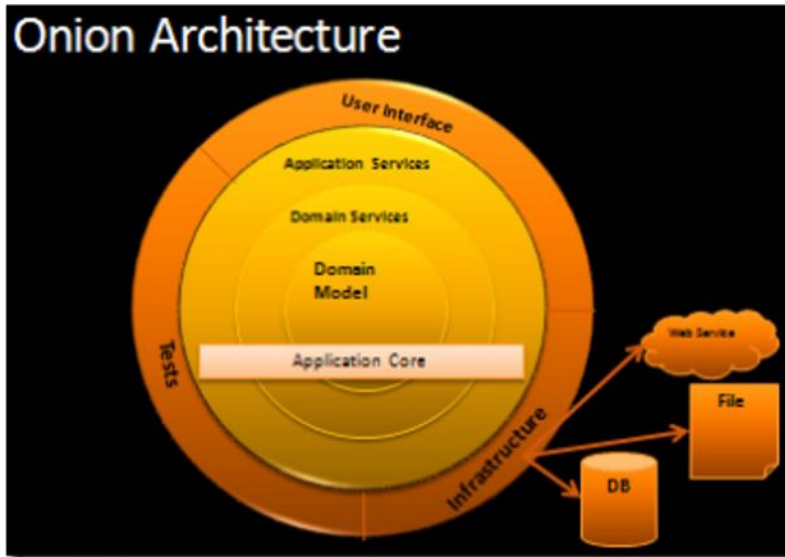 Onion Architecture
User Interface
Application Services
Domain Services
Domain
Model
Application Core
Tests
Infrastructure
Web Service
File
DB